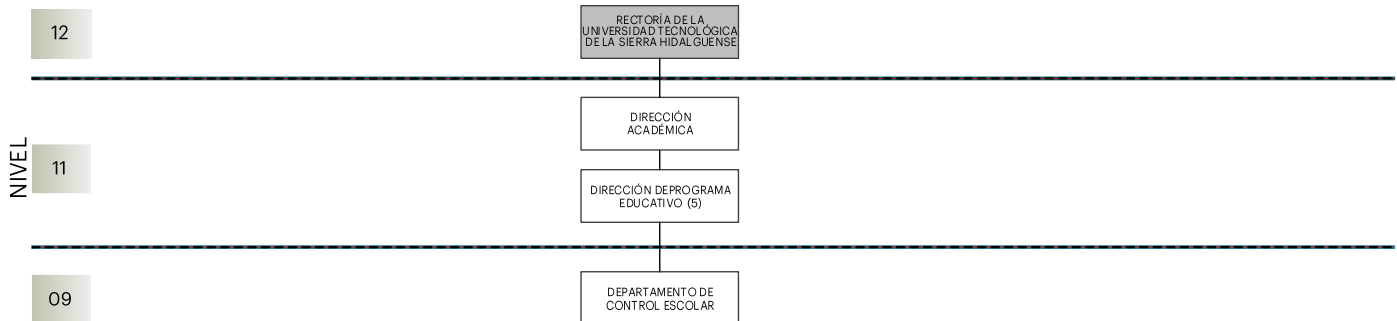 12
RECTORÍA DE LA
UNIVERSIDAD TECNOLÓGICA
DE LA SIERRA HIDALGUENSE
NIVEL
11
DIRECCIÓN
ACADÉMICA
DIRECCIÓN DEPROGRAMA
EDUCATIVO (5)
09
DEPARTAMENTO DE
CONTROL ESCOLAR